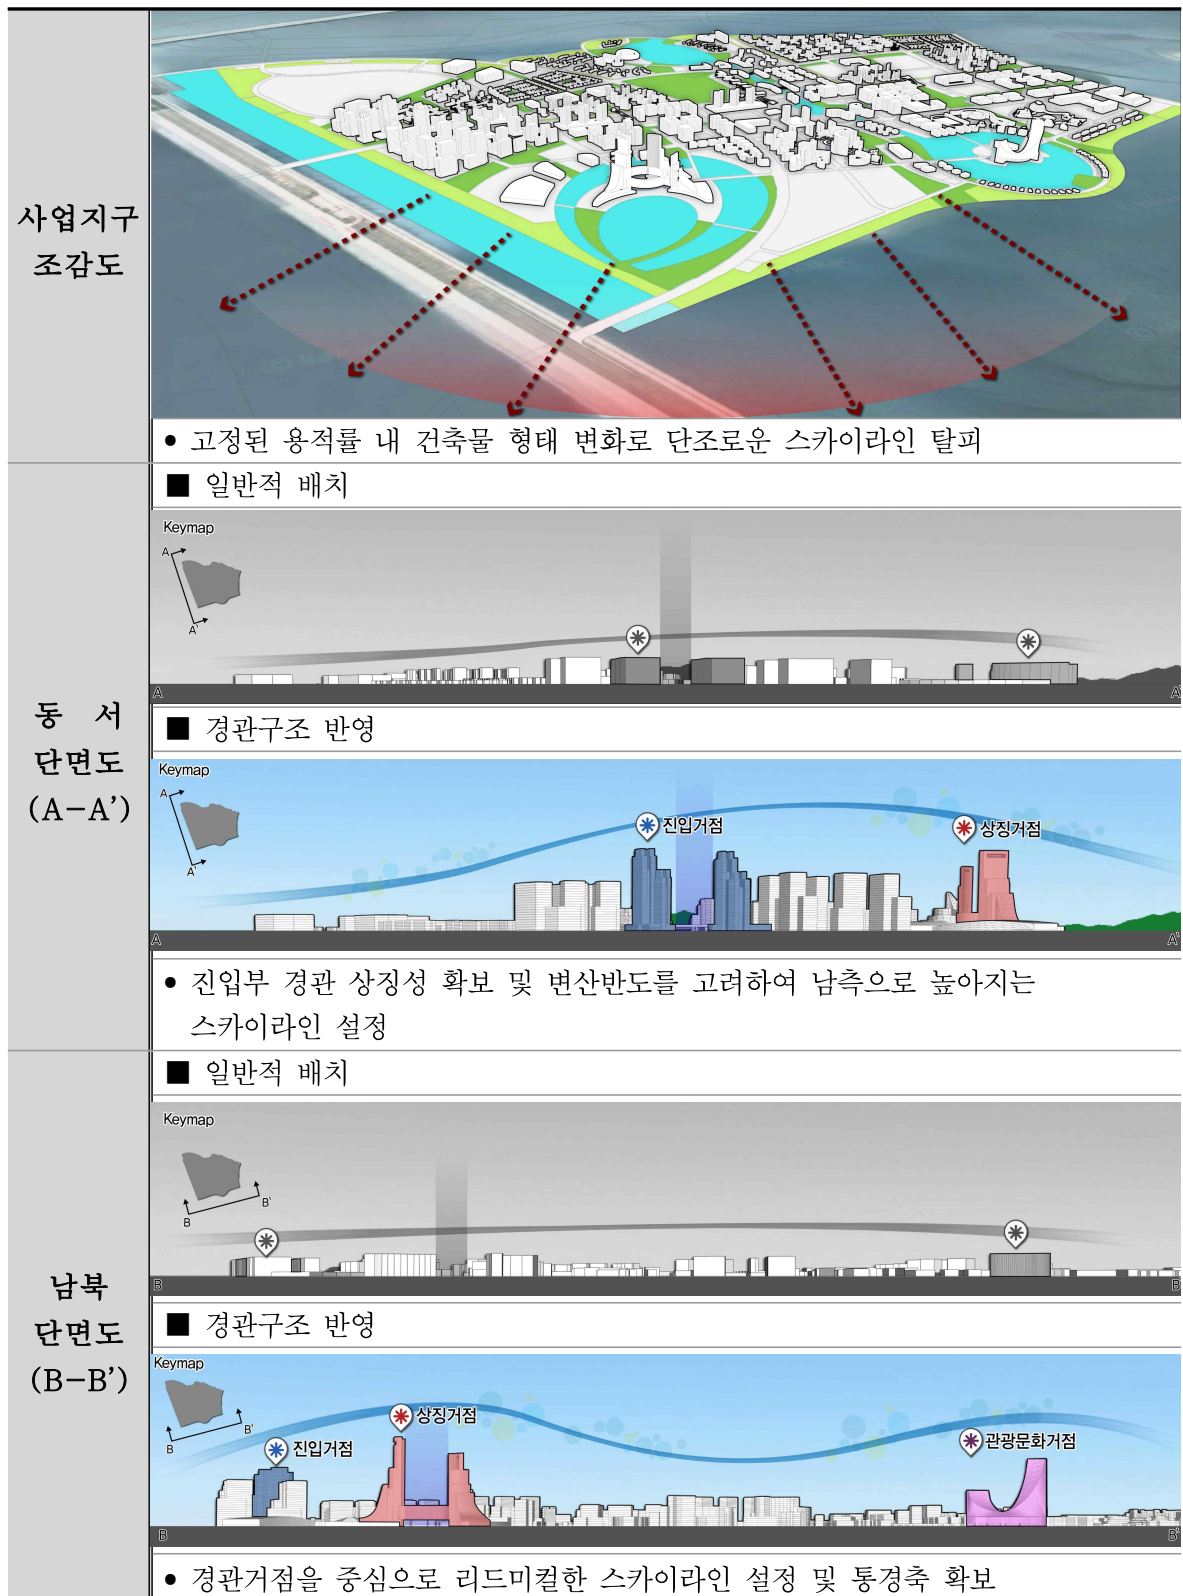 사업지구
조감도
• 고정된 용적률 내 건축물 형태 변화로 단조로운 스카이라인 탈피
동 서
단면도
(A-A')
■ 일반적 배치
Keymap
A
A'
A
A'
■ 경관구조 반영
Keymap
A
A'
진입거점
상징거점
A
A'
• 진입부 경관 상징성 확보 및 변산반도를 고려하여 남측으로 높아지는
스카이라인 설정
남북
단면도
(B-B')
■ 일반적 배치
Keymap
B
B'
B
B'
■ 경관구조 반영
Keymap
B
B'
진입거점
상징거점
관광문화거점
B
B'
• 경관거점을 중심으로 리드미컬한 스카이라인 설정 및 통경축 확보